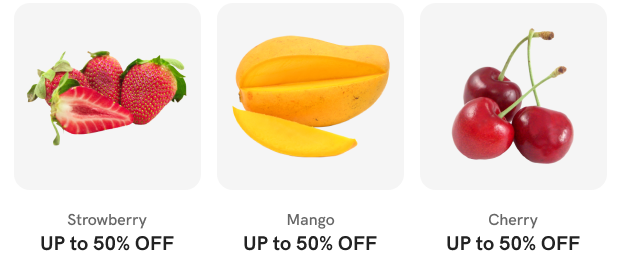 Strowberry
UP to 50% OFF
Mango
UP to 50% OFF
Cherry
UP to 50% OFF